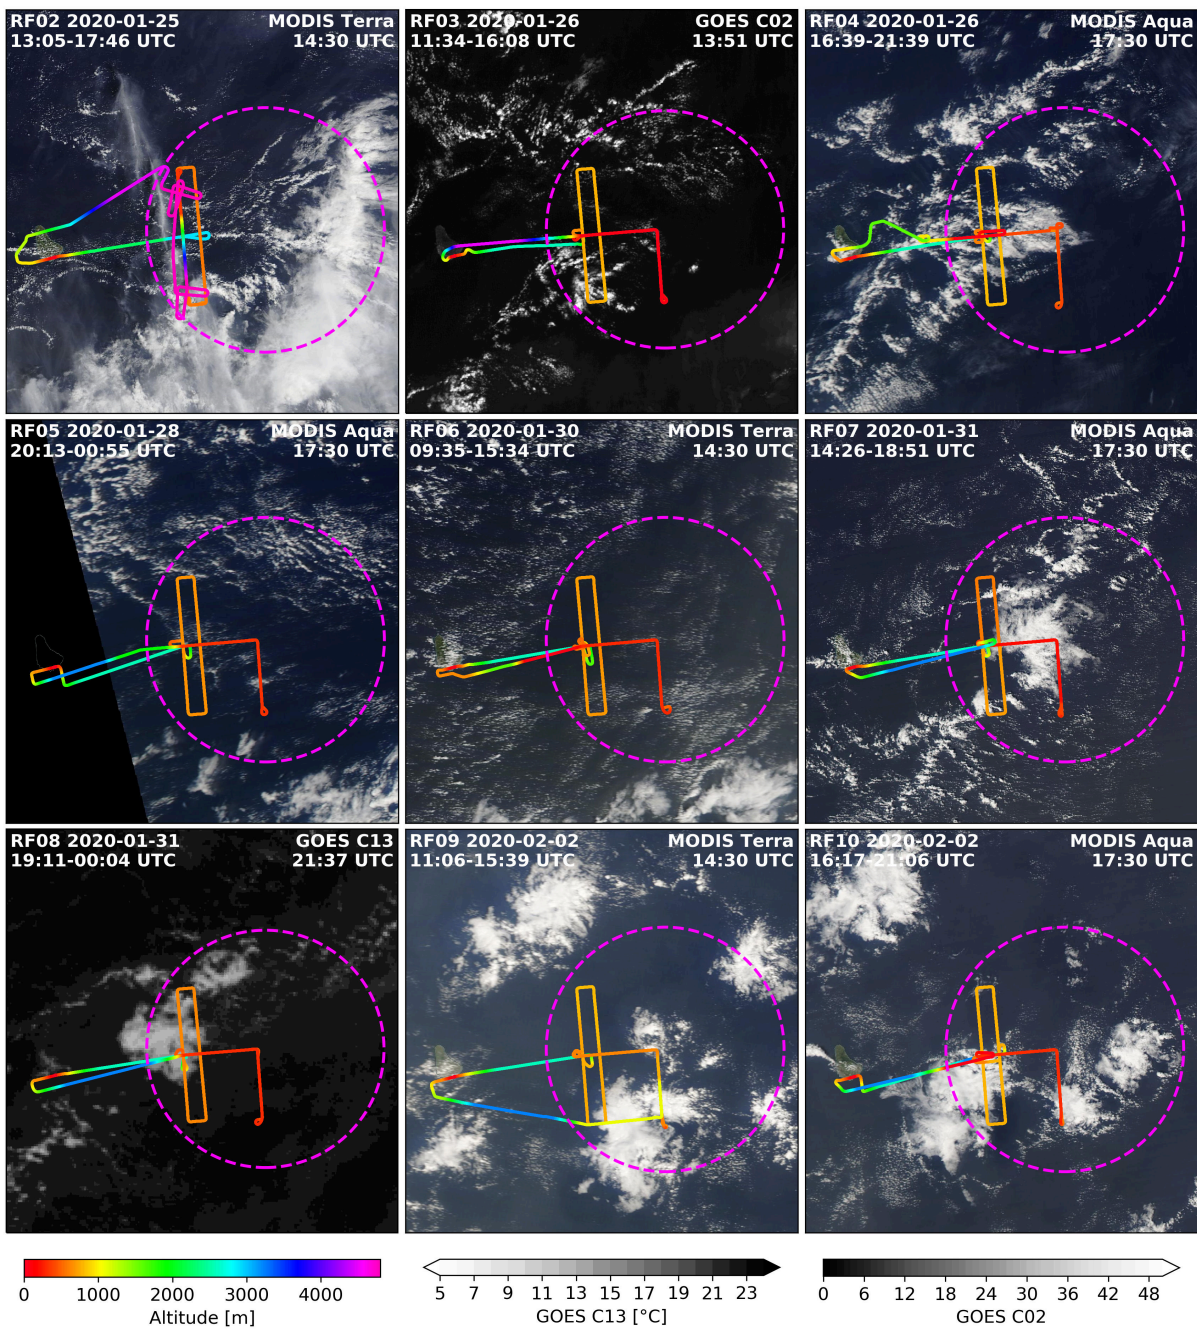 RF02 2020-01-25 MODIS Terra
13:05-17:46 UTC 14:30 UTC
RF03 2020-01-26 GOES C02
11:34-16:08 UTC 13:51 UTC
RF04 2020-01-26 MODIS Aqua
16:39-21:39 UTC 17:30 UTC
RF05 2020-01-28 MODIS Aqua
20:13-00:55 UTC 17:30 UTC
RF06 2020-01-30 MODIS Terra
09:35-15:34 UTC 14:30 UTC
RF07 2020-01-31 MODIS Aqua
14:26-18:51 UTC 17:30 UTC
RF08 2020-01-31 GOES C13
19:11-00:04 UTC 21:37 UTC
RF09 2020-02-02 MODIS Terra
11:06-15:39 UTC 14:30 UTC
RF10 2020-02-02 MODIS Aqua
16:17-21:06 UTC 17:30 UTC
0 1000 2000 3000 4000
Altitude [m]
5 7 9 11 13 15 17 19 21 23
GOES C13 [°C]
0 6 12 18 24 30 36 42 48
GOES C02